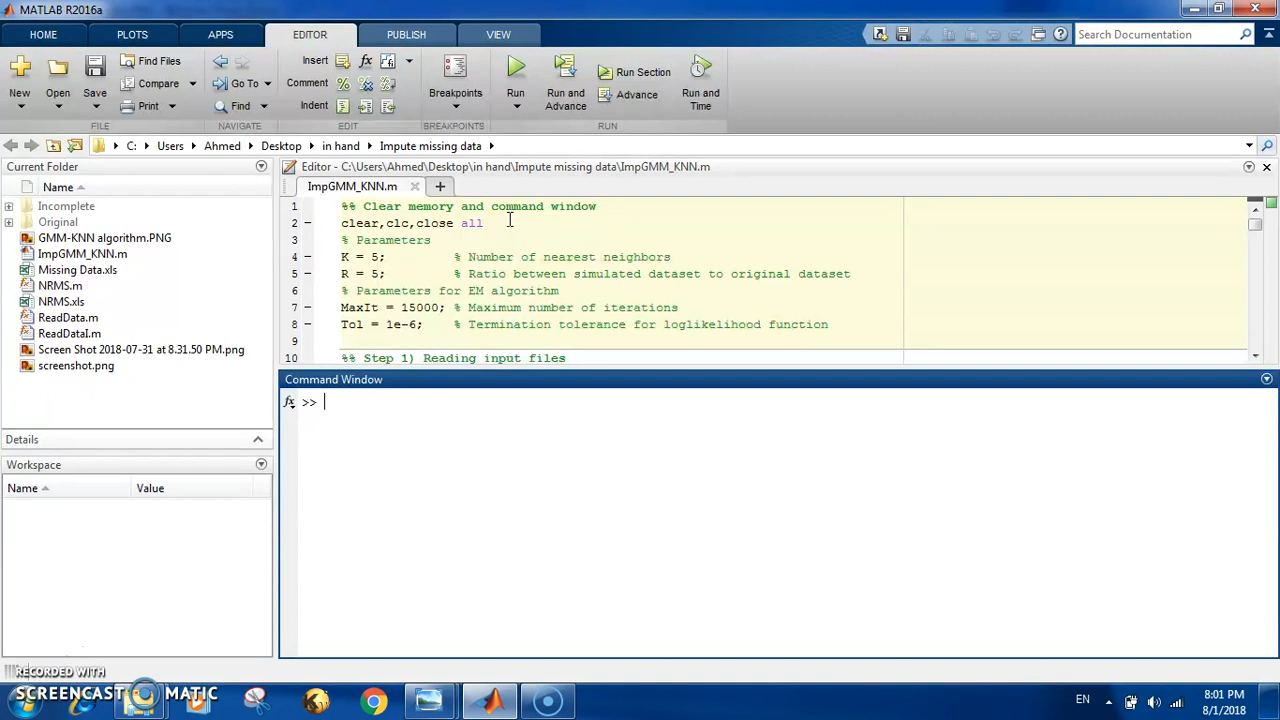 MATLAB R2016a
HOME
PLOTS
APPS
EDITOR
PUBLISH
VIEW
Search Documentation
New
Open
Save
Find Files
Compare
Print
FILE
Go To
Find
NAVIGATE
Insert
Comment
Indent
EDIT
Breakpoints
BREAKPOINTS
Run
Run and Advance
Run Section
Advance
Run and Time
RUN
C:
Users
Ahmed
Desktop
in hand
Impute missing data
Current Folder
Name
Incomplete
Original
GMM-KNN algorithm.PNG
ImpGMM_KNN.m
Missing Data.xls
NRMS.m
NRMS.xls
ReadData.m
ReadDataI.m
Screen Shot 2018-07-31 at 8.31.50 PM.png
screenshot.png
Details
Workspace
Name
Value
Editor - C:\Users\Ahmed\Desktop\in hand\Impute missing data\ImpGMM_KNN.m
ImpGMM_KNN.m
1 %% Clear memory and command window
2 – clear,clc,close all
3 % Parameters
4 – K = 5; % Number of nearest neighbors
5 – R = 5; % Ratio between simulated dataset to original dataset
6 % Parameters for EM algorithm
7 – MaxIt = 15000; % Maximum number of iterations
8 – Tol = 1e-6; % Termination tolerance for loglikelihood function
9
10 %% Step 1) Reading input files
Command Window
fx >>
RECORDED WITH
SCREENCAST MATIC
EN
8:01 PM
8/1/2018